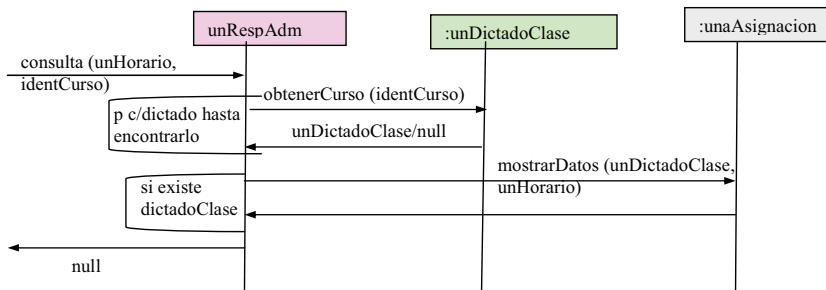 unRespAdm
:unDictadoClase
:unaAsignacion
consulta (unHorario,
identCurso)
obtenerCurso (identCurso)
p c/dictado hasta
encontrarlo
unDictadoClase/null
mostrarDatos (unDictadoClase,
unHorario)
si existe
dictadoClase
null